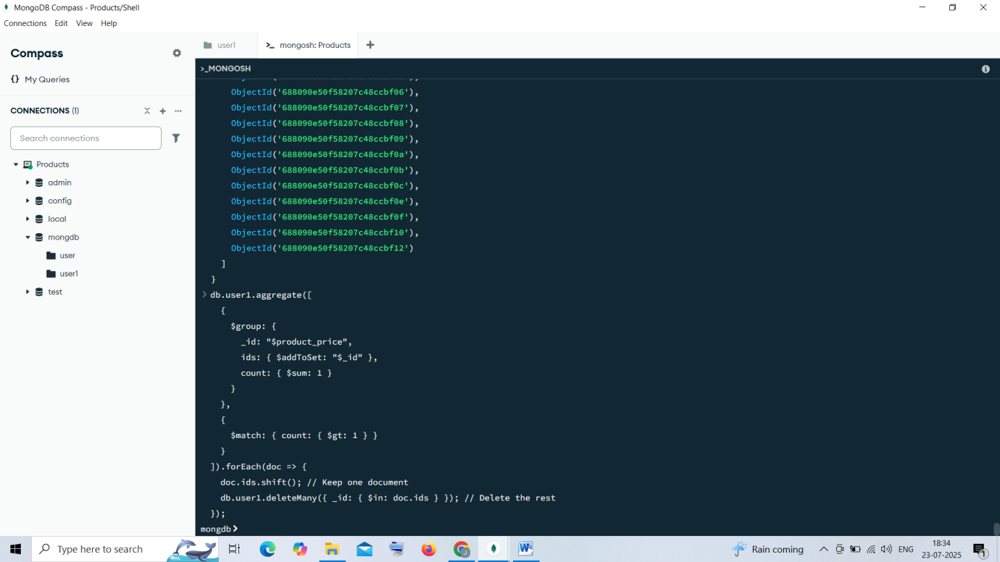 MongoDB Compass - Products/Shell
Connections Edit View Help
Compass
My Queries
CONNECTIONS (1)
Search connections
Products
admin
config
local
mongdb
user
user1
test
user1
mongosh: Products
>_MONGOSH
ObjectId('688090e50f58207c48ccbf06'),
ObjectId('688090e50f58207c48ccbf07'),
ObjectId('688090e50f58207c48ccbf08'),
ObjectId('688090e50f58207c48ccbf09'),
ObjectId('688090e50f58207c48ccbf0a'),
ObjectId('688090e50f58207c48ccbf0b'),
ObjectId('688090e50f58207c48ccbf0c'),
ObjectId('688090e50f58207c48ccbf0e'),
ObjectId('688090e50f58207c48ccbf0f'),
ObjectId('688090e50f58207c48ccbf10'),
ObjectId('688090e50f58207c48ccbf12')
]
}
> db.user1.aggregate([
{
$group: {
_id: "$product_price",
ids: { $addToSet: "$_id" },
count: { $sum: 1 }
}
},
{
$match: { count: { $gt: 1 } }
}
]).forEach(doc => {
doc.ids.shift(); // Keep one document
db.user1.deleteMany({ _id: { $in: doc.ids } }); // Delete the rest
});
mongdb>
Type here to search
Rain coming
ENG
18:34
23-07-2025
1